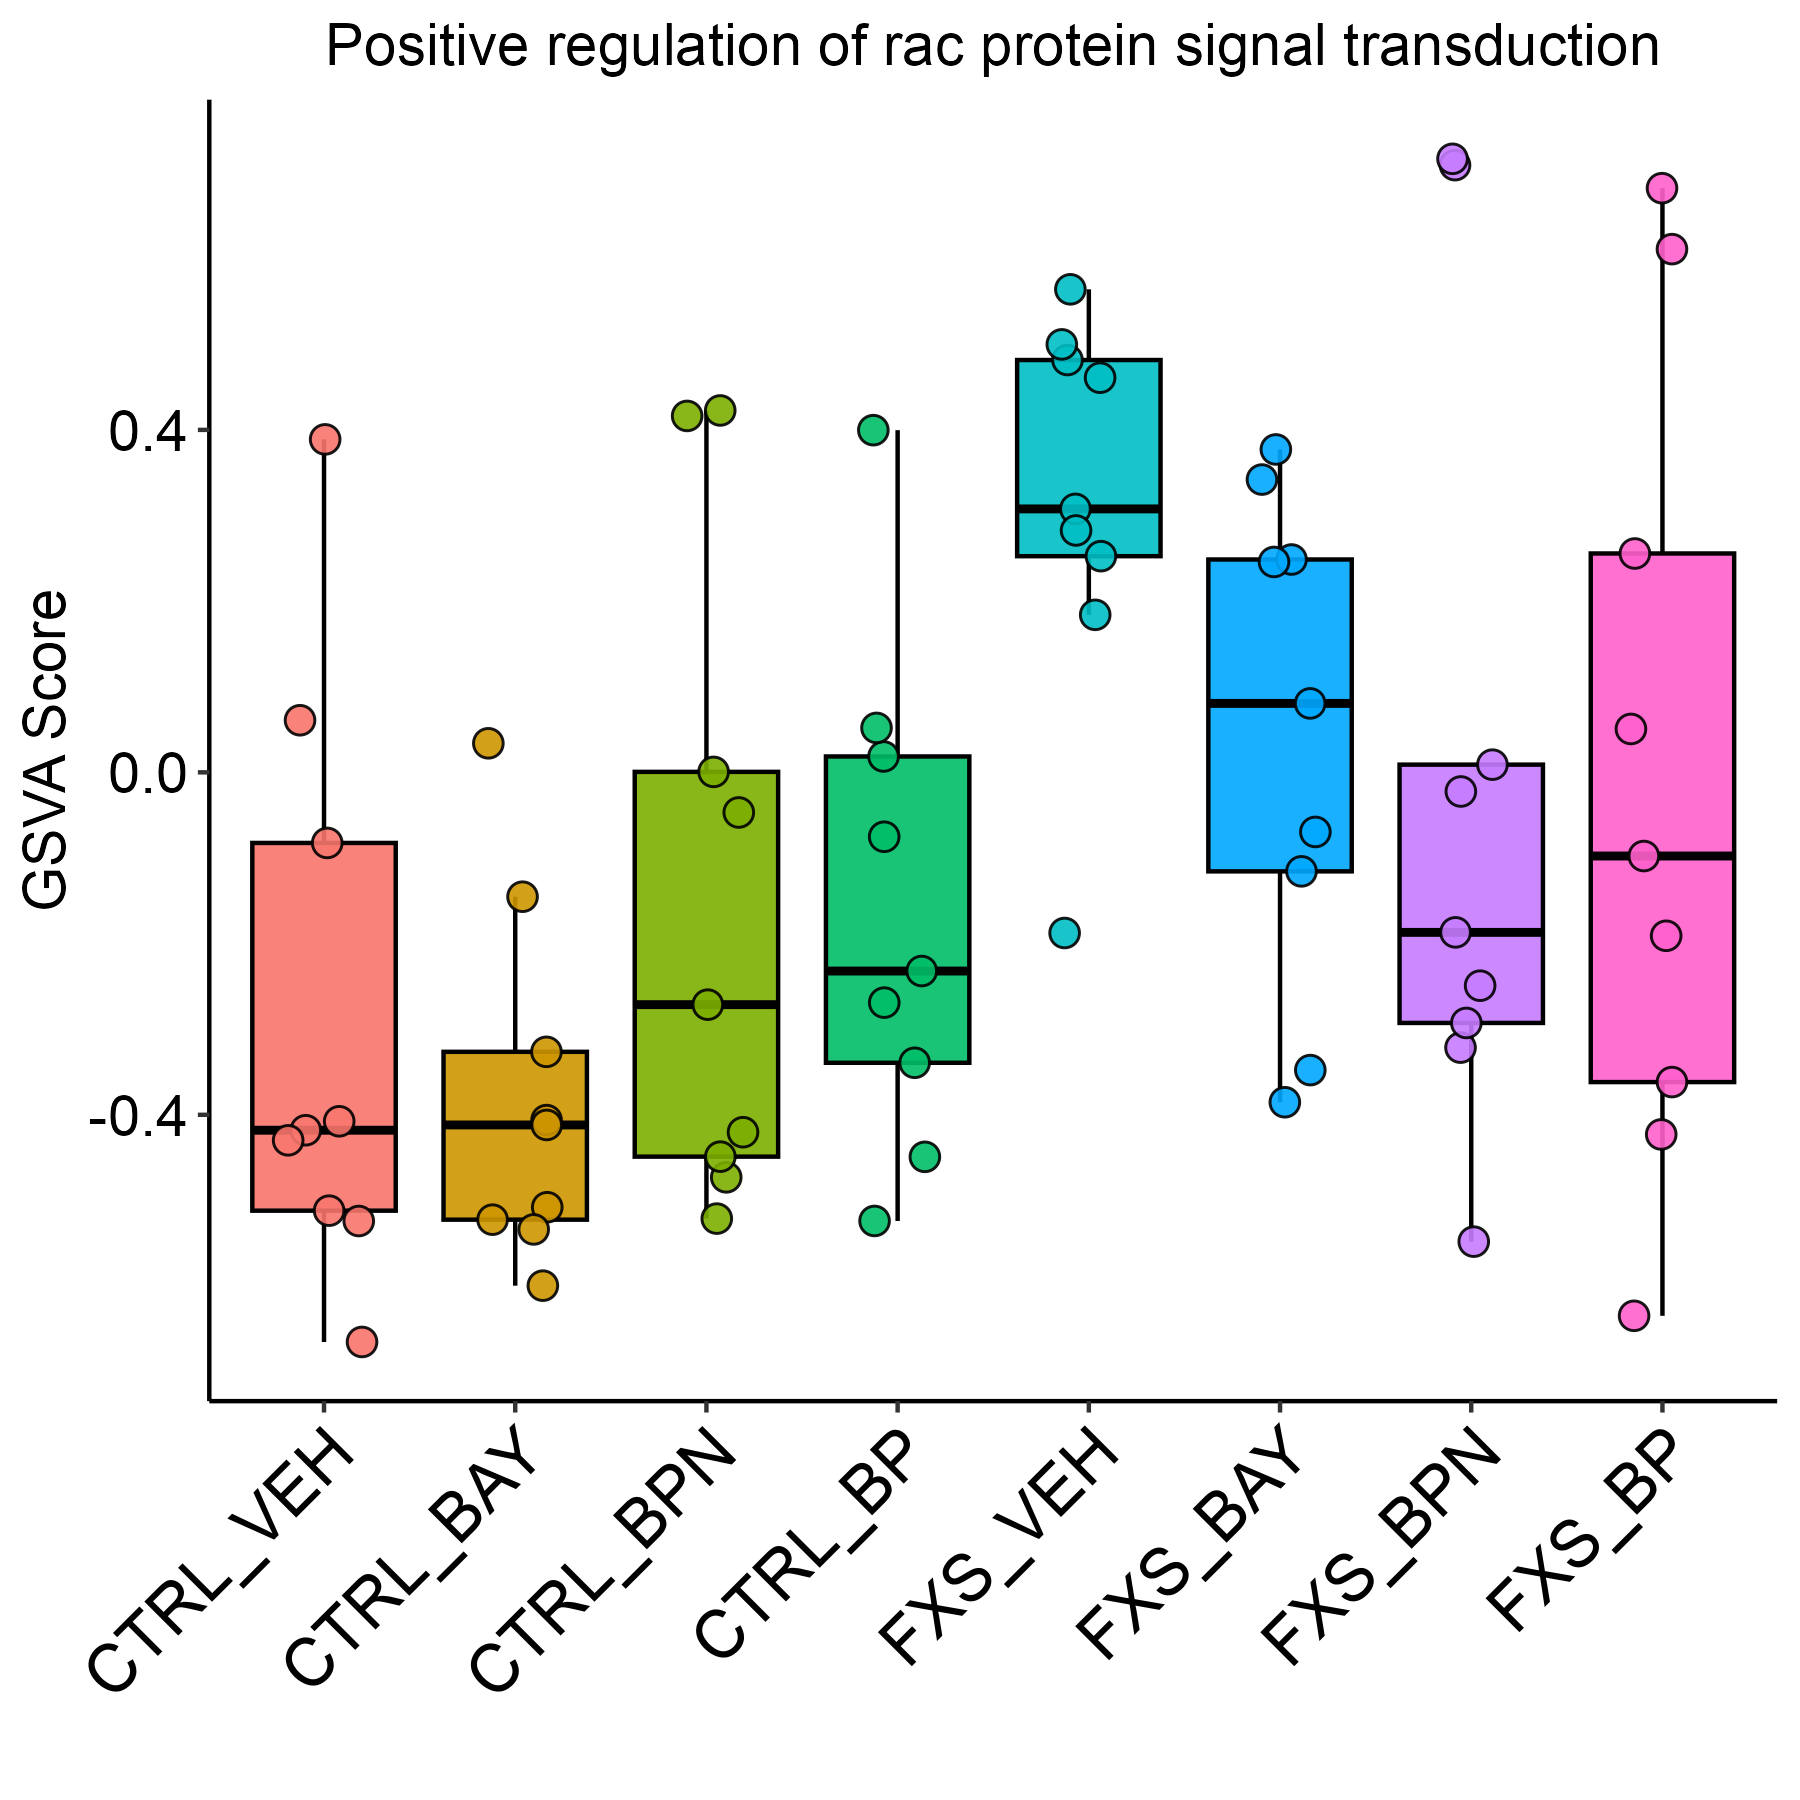 Positive regulation of rac protein signal transduction
GSVA Score
0.4
0.0
-0.4
CTRL_VEH
CTRL_BAY
CTRL_BPN
CTRL_BP
FXS_VEH
FXS_BAY
FXS_BPN
FXS_BP